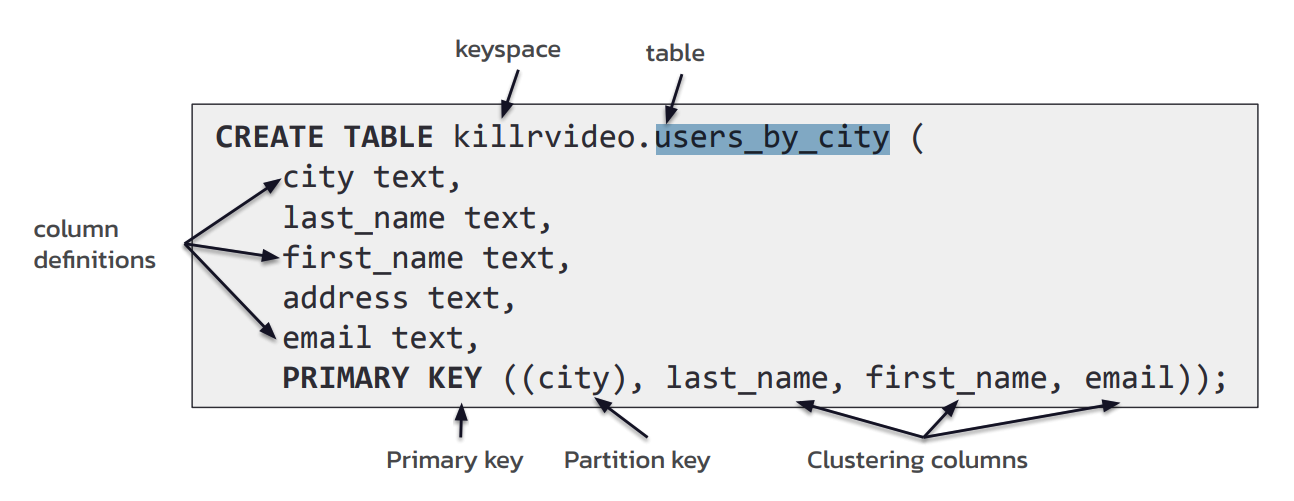 keyspace
table
CREATE TABLE killrvideo.users_by_city (
city text,
last_name text,
column
definitions
first_name text,
address text,
email text,
PRIMARY KEY ((city), last_name, first_name, email));
Primary key
Partition key
Clustering columns